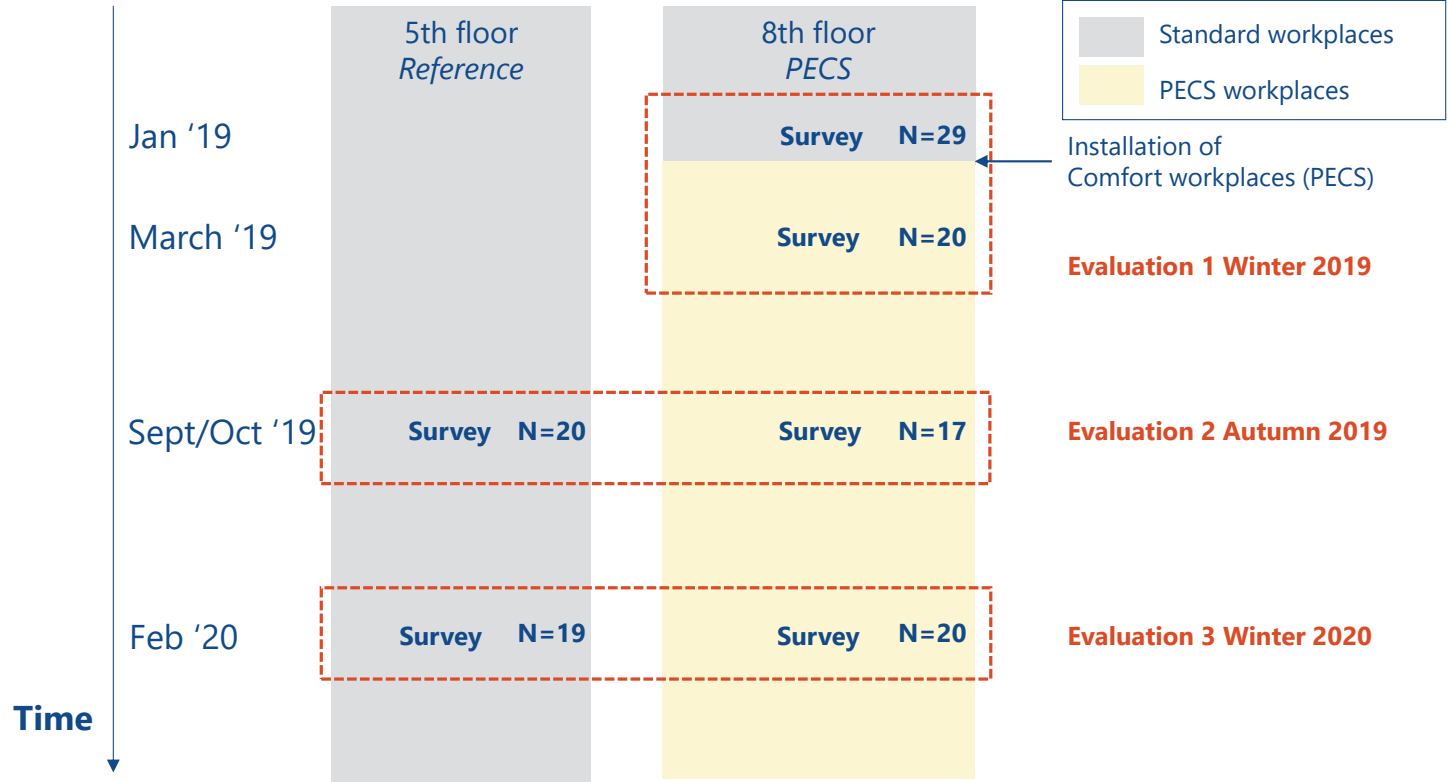 5th floor
Reference
8th floor
PECS
Standard workplaces
PECS workplaces
Jan ‘19
Survey N=29
Installation of
Comfort workplaces (PECS)
March ‘19
Survey N=20
Evaluation 1 Winter 2019
Sept/Oct ‘19
Survey N=20
Survey N=17
Evaluation 2 Autumn 2019
Feb ‘20
Survey N=19
Survey N=20
Evaluation 3 Winter 2020
Time